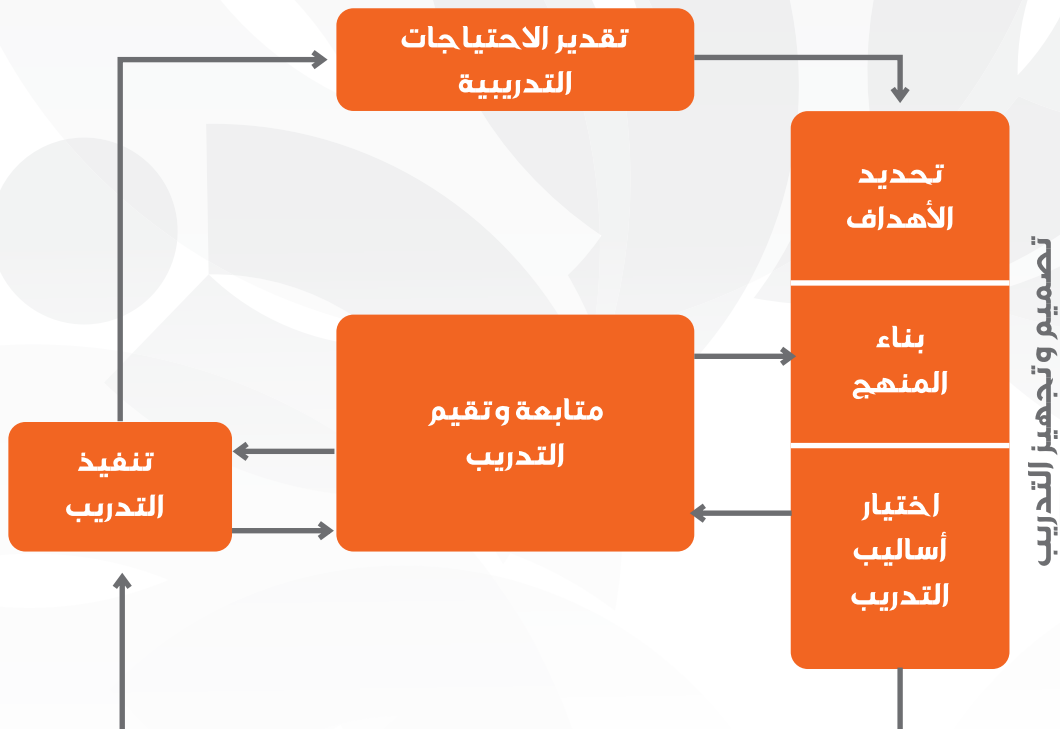 تقدير الاحتياجات
التدريبية
تحديد
الأهداف
بناء
المنهج
اختيار
أساليب
التدريب
تصميم وتجهيز التدريب
متابعة وتقيم
التدريب
تنفيذ
التدريب